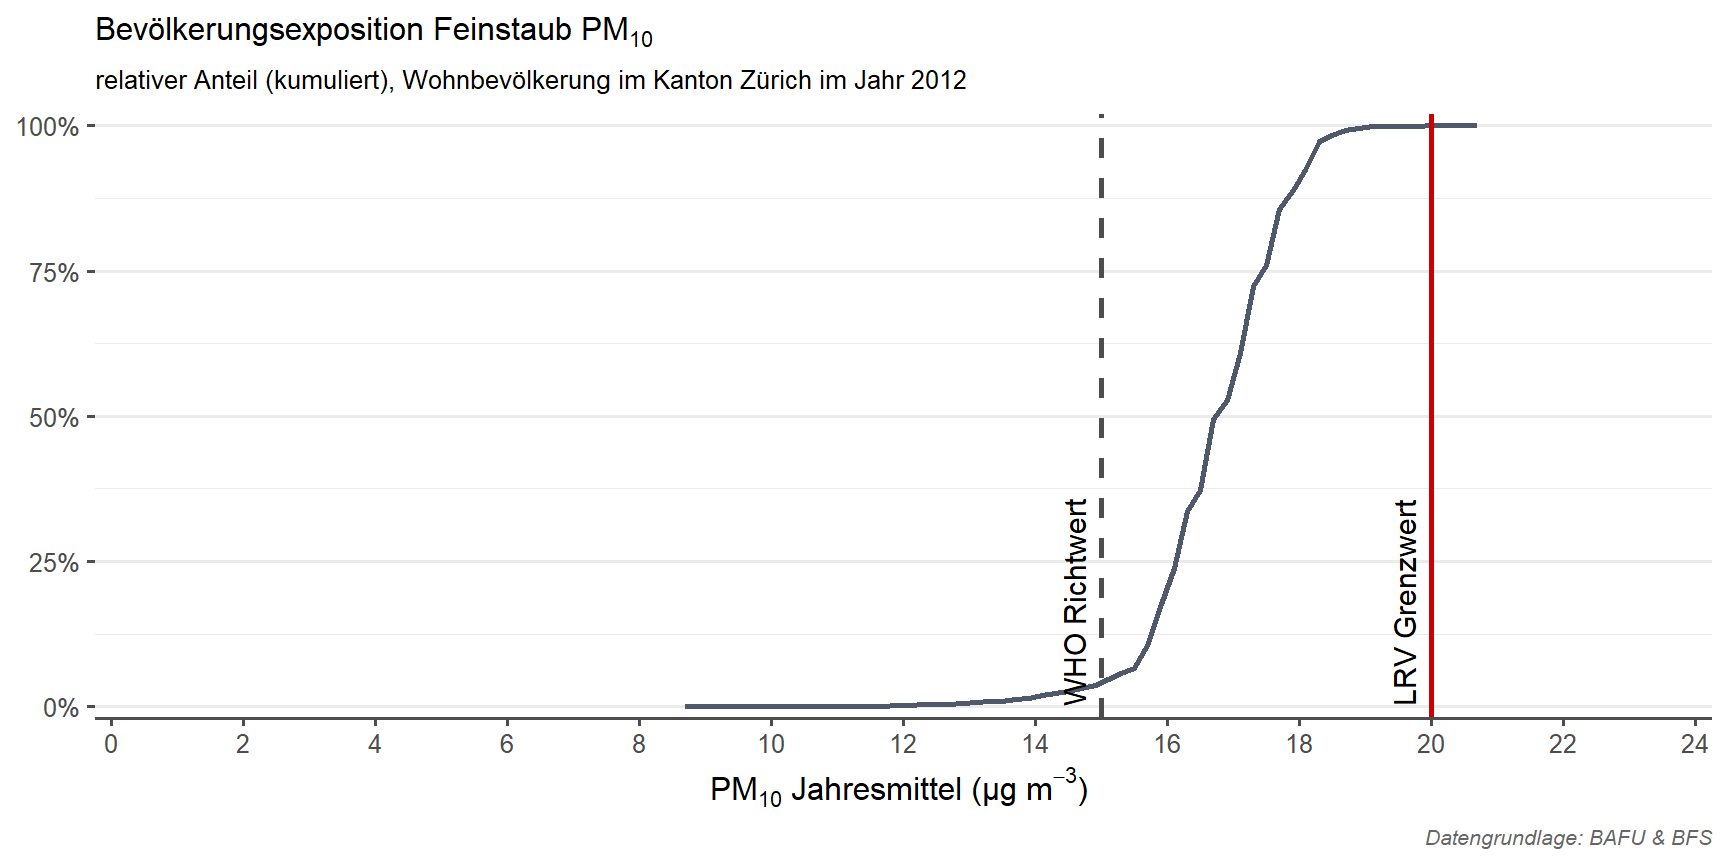 Bevölkerungsexposition Feinstaub PM₁₀
relativer Anteil (kumuliert), Wohnbevölkerung im Kanton Zürich im Jahr 2012
100%
75%
50%
25%
0%
WHO Richtwert
LRV Grenzwert
0 2 4 6 8 10 12 14 16 18 20 22 24
PM₁₀ Jahresmittel (µg m⁻³)
Datengrundlage: BAFU & BFS